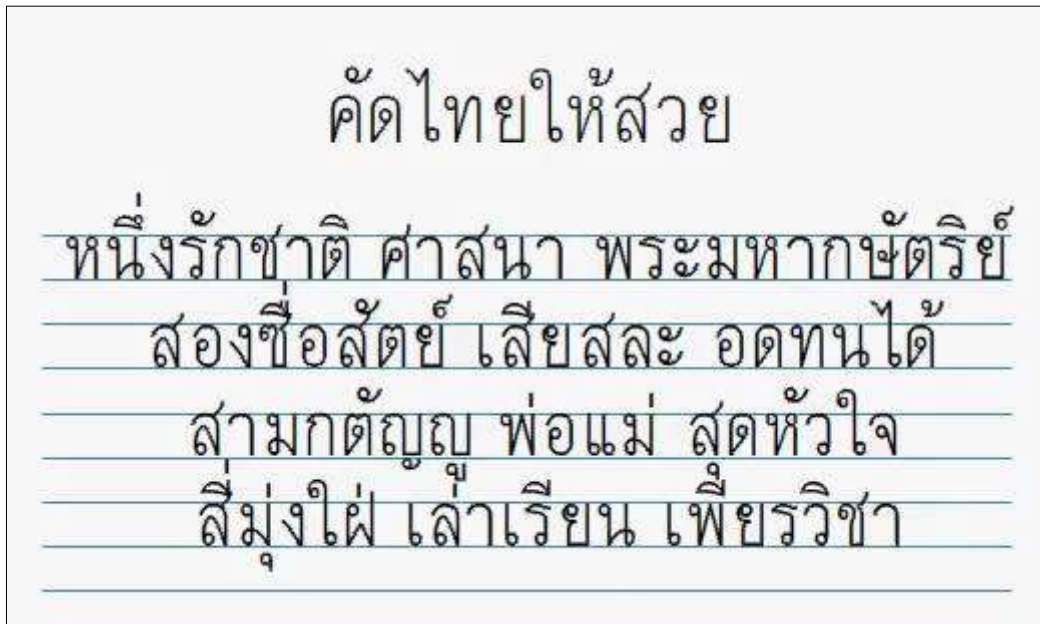 คัดไทยให้สวย
หนึ่งรักชาติ ศาสนา พระมหากษัตริย์
สองซื่อสัตย์ เสียสละ อดทนได้
สามกตัญญู พ่อแม่ สุดหัวใจ
สี่มุ่งใฝ่ เล่าเรียน เพียรวิชา